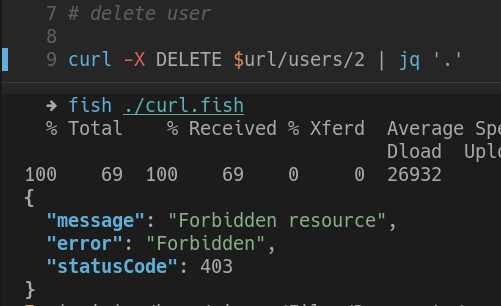 7 # delete user
8
9 curl -X DELETE $url/users/2 | jq '.'
➜ fish ./curl.fish
% Total    % Received % Xferd  Average Spe
Dload  Uplo
100    69  100    69    0     0  26932
{
  "message": "Forbidden resource",
  "error": "Forbidden",
  "statusCode": 403
}